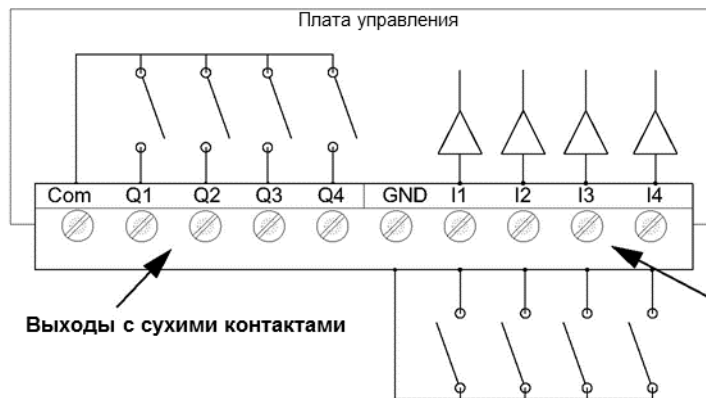 Плата управления
Com Q1 Q2 Q3 Q4 GND I1 I2 I3 I4
Выходы с сухими контактами